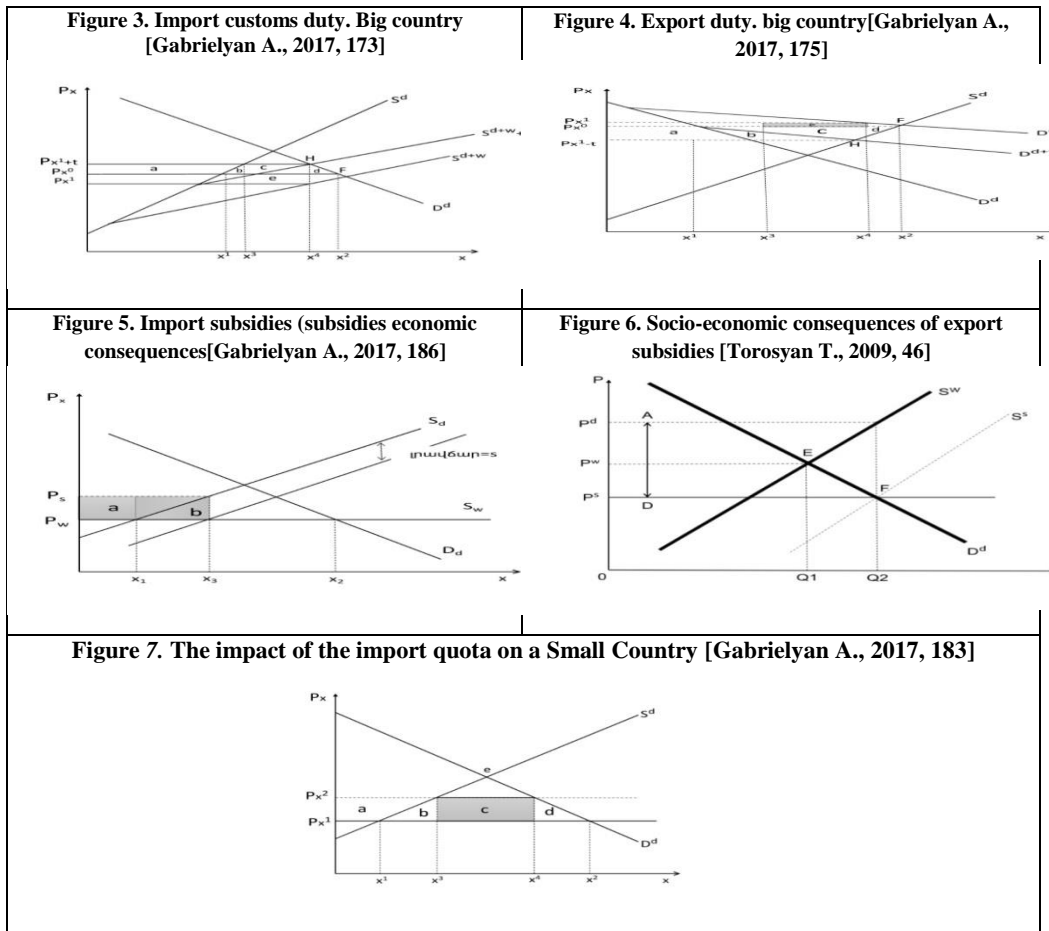 Figure 3. Import customs duty. Big country
[Gabrielyan A., 2017, 173]
Px
Sᵈ
Sᵈ⁺ʷ₊
Px¹+t
H
Sᵈ⁺ʷ
a
b
c
Px⁰
d
F
Px¹
e
Dᵈ
x¹
x³
x⁴
x²
x
Figure 4. Export duty. big country[Gabrielyan A.,
2017, 175]
Px
Sᵈ
Px¹
Px⁰
F
a
b
C
d
D
Px¹-t
H
Dᵈ⁺
Dᵈ
x¹
x³
x⁴
x²
x
Figure 5. Import subsidies (subsidies economic
consequences[Gabrielyan A., 2017, 186]
Pₓ
S_d
s=մրցված
Pₛ
a
b
S_w
P_w
D_d
x₁
x₃
x₂
x
Figure 6. Socio-economic consequences of export
subsidies [Torosyan T., 2009, 46]
P
Sʷ
Pᵈ
A
Sˢ
Pʷ
E
Pˢ
F
D
Dᵈ
0
Q1
Q2
Figure 7. The impact of the import quota on a Small Country [Gabrielyan A., 2017, 183]
Px
Sᵈ
e
Px²
a
b
c
d
Px¹
Dᵈ
x¹
x³
x⁴
x²
x